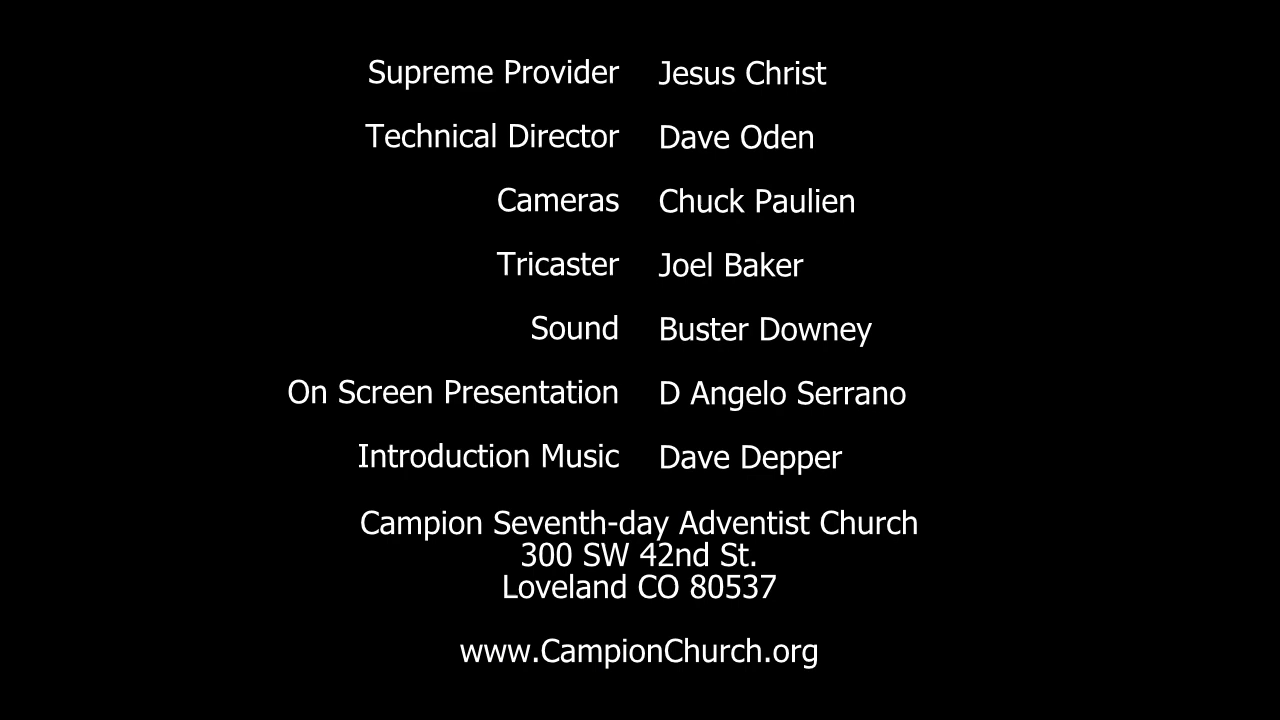 Supreme Provider Jesus Christ
Technical Director Dave Oden
Cameras Chuck Paulien
Tricaster Joel Baker
Sound Buster Downey
On Screen Presentation D Angelo Serrano
Introduction Music Dave Depper
Campion Seventh-day Adventist Church
300 SW 42nd St.
Loveland CO 80537
www.CampionChurch.org